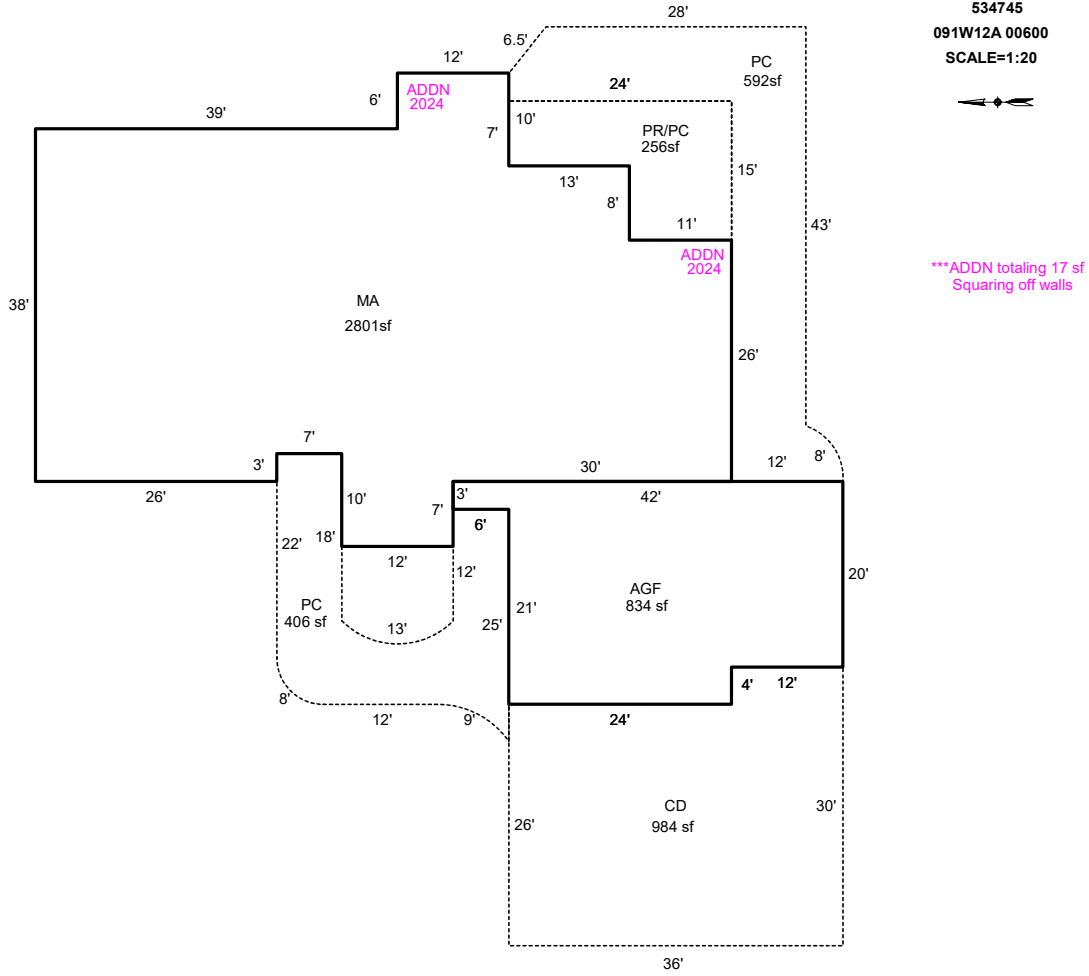 534745
091W12A 00600
SCALE=1:20
28'
6.5'
12'
PC
592sf
ADDN
2024
24'
6'
39'
10'
7'
PR/PC
256sf
15'
13'
8'
11'
43'
ADDN
2024
***ADDN totaling 17 sf
Squaring off walls
MA
2801sf
38'
26'
7'
3'
30'
12'
8'
26'
10'
7'
3'
42'
6'
22'
18'
12'
12'
20'
AGF
834 sf
PC
406 sf
13'
25'
21'
8'
12'
9'
24'
4'
12'
CD
984 sf
26'
30'
36'